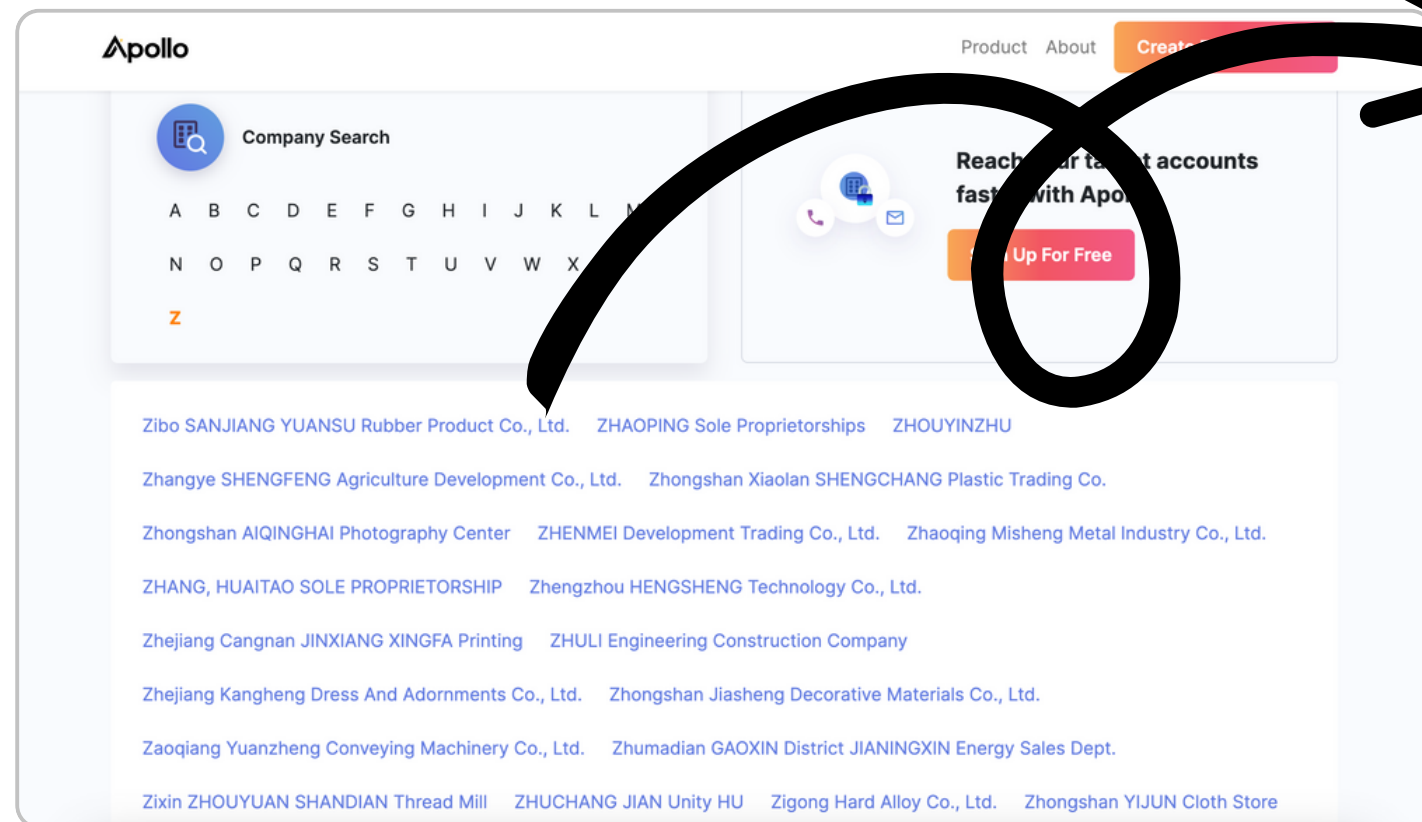 Apollo
Product About Create
Company Search
A B C D E F G H I J K L M
N O P Q R S T U V W X
Z
Reach target accounts
with
Up For Free
Zibo SANJIANG YUANSU Rubber Product Co., Ltd. ZHAOPING Sole Proprietorships ZHOUYINZHU
Zhangye SHENGFENG Agriculture Development Co., Ltd. Zhongshan Xiaolan SHENGCHANG Plastic Trading Co.
Zhongshan AIQINGHAI Photography Center ZHENMEI Development Trading Co., Ltd. Zhaoqing Misheng Metal Industry Co., Ltd.
ZHANG, HUAITAO SOLE PROPRIETORSHIP Zhengzhou HENGSHENG Technology Co., Ltd.
Zhejiang Cangnan JINXIANG XINGFA Printing ZHULI Engineering Construction Company
Zhejiang Kangheng Dress And Adornments Co., Ltd. Zhongshan Jiasheng Decorative Materials Co., Ltd.
Zaoqiang Yuanzheng Conveying Machinery Co., Ltd. Zhumadian GAOXIN District JIANINGXIN Energy Sales Dept.
Zixin ZHOUYUAN SHANDIAN Thread Mill ZHUCHANG JIAN Unity HU Zigong Hard Alloy Co., Ltd. Zhongshan YIJUN Cloth Store